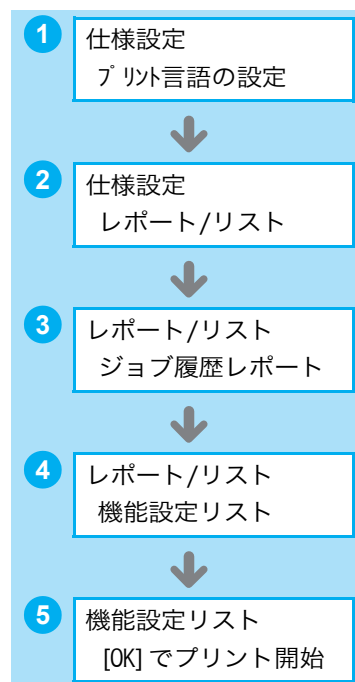 1
仕様設定
ﾌﾟﾘﾝﾄ言語の設定
2
仕様設定
レポート/リスト
3
レポート/リスト
ジョブ履歴レポート
4
レポート/リスト
機能設定リスト
5
機能設定リスト
[OK]でプリント開始